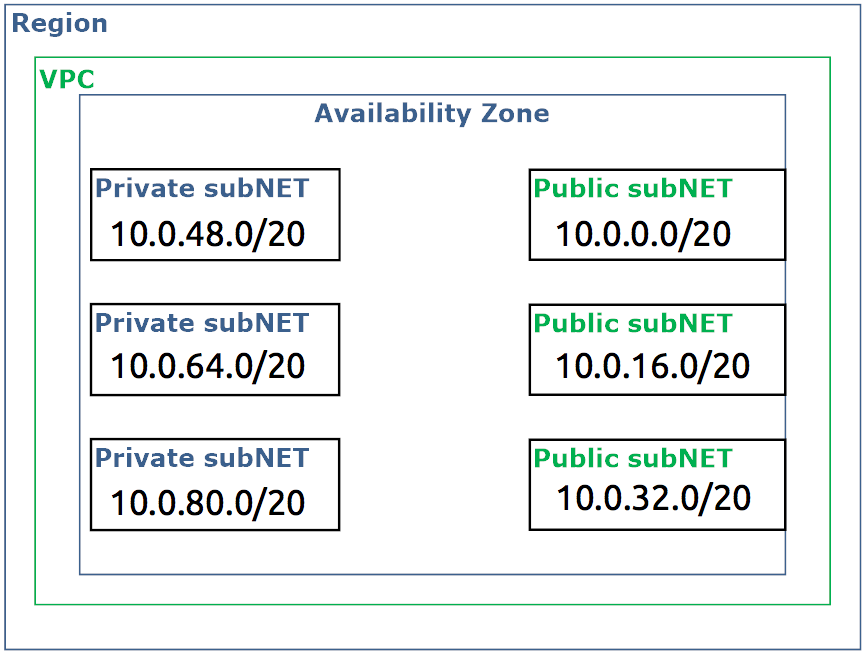 Region
VPC
Availability Zone
Private subNET
10.0.48.0/20
Public subNET
10.0.0.0/20
Private subNET
10.0.64.0/20
Public subNET
10.0.16.0/20
Private subNET
10.0.80.0/20
Public subNET
10.0.32.0/20